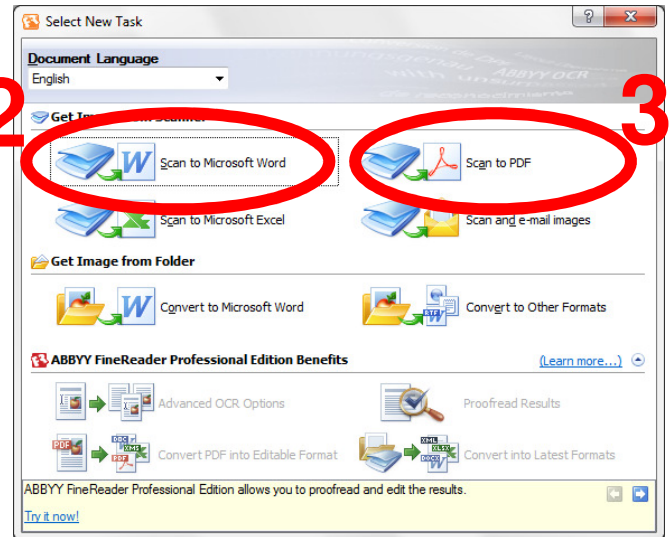 Select New Task
Document Language
English
ABBYY OCR
2
3
Get Image from Scanner
Scan to Microsoft Word
Scan to PDF
Scan to Microsoft Excel
Scan and e-mail images
Get Image from Folder
Convert to Microsoft Word
Convert to Other Formats
ABBYY FineReader Professional Edition Benefits
(Learn more...)
Advanced OCR Options
Proofread Results
Convert PDF into Editable Format
Convert into Latest Formats
ABBYY FineReader Professional Edition allows you to proofread and edit the results.
Try it now!